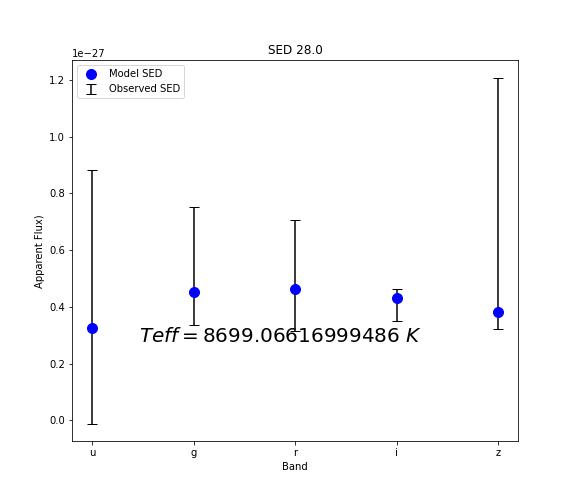 SED 28.0
1e−27
Model SED
Observed SED
1.2
1.0
0.8
0.6
0.4
0.2
0.0
Apparent Flux)
Teff = 8699.06616999486 K
u g r i z
Band